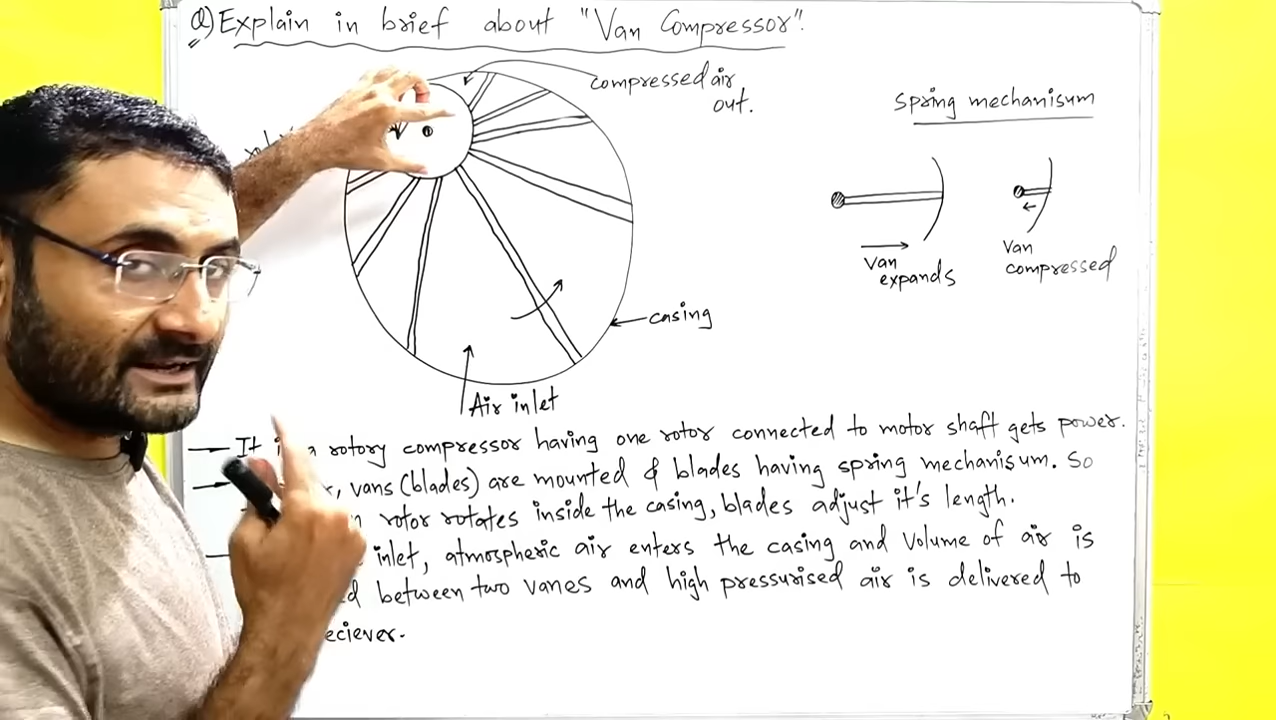 Q) Explain in brief about "Van Compressor".
compressed air
out.
spring mechanisum
van
expands
van
compressed
casing
Air inlet
It rotory compressor having one rotor connected to motor shaft gets power.
vans (blades) are mounted & blades having spring mechanisum. So
rotor rotates inside the casing, blades adjust it's length.
inlet, atmospheric air enters the casing and volume of air is
between two vanes and high pressurised air is delivered to